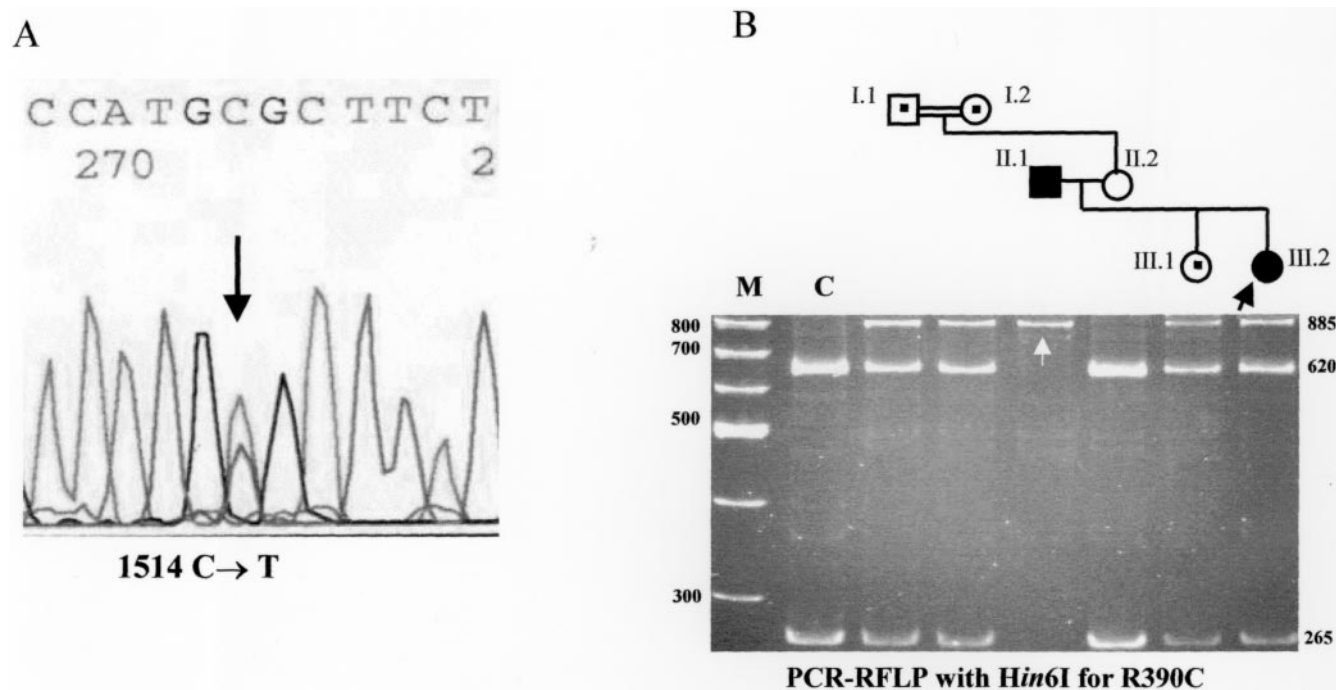 A
C C A T G C G C T T C T
270 2
1514 C→ T
B
I.1 I.2
II.1 II.2
III.1 III.2
M C
800 885
700 620
500
300
265
PCR-RFLP with Hin6I for R390C